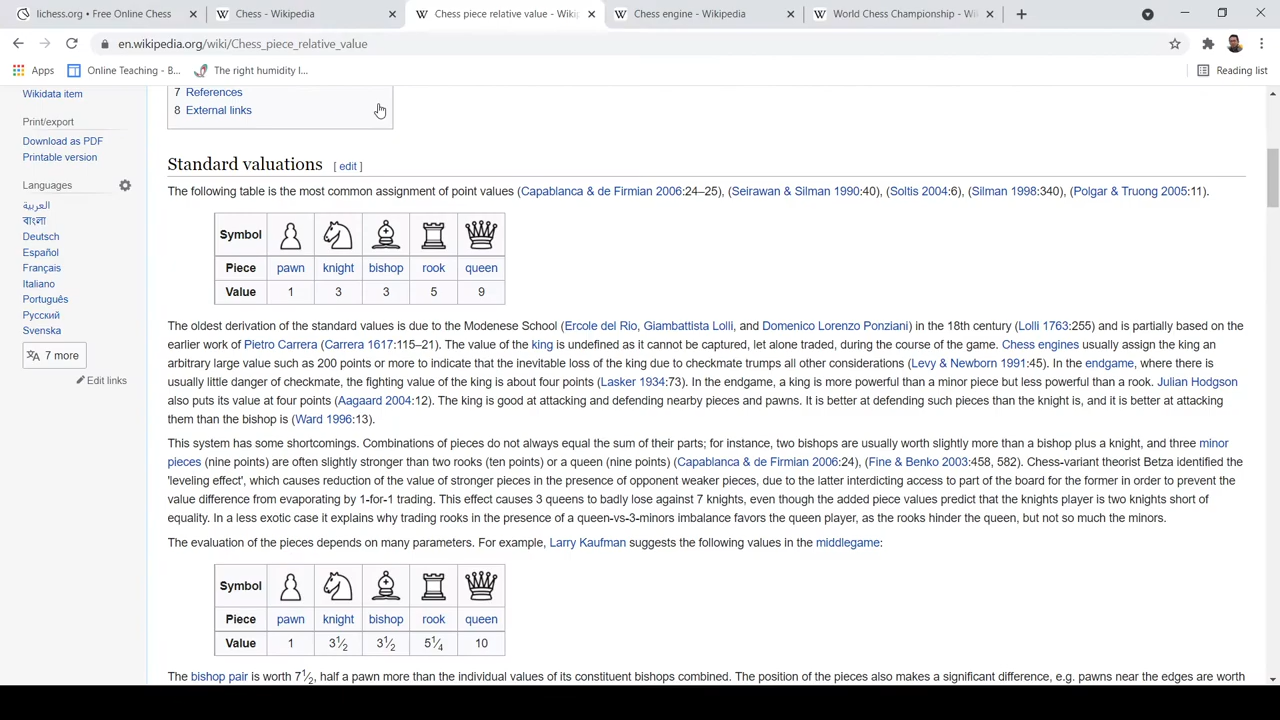 lichess.org • Free Online Chess
Chess - Wikipedia
Chess piece relative value - Wiki
Chess engine - Wikipedia
World Chess Championship - Wi
en.wikipedia.org/wiki/Chess_piece_relative_value
Apps
Online Teaching - B...
The right humidity l...
Reading list
Wikidata item
Print/export
Download as PDF
Printable version
Languages
العربية
বাংলা
Deutsch
Español
Français
Italiano
Português
Русский
Svenska
7 more
Edit links
7 References
8 External links
Standard valuations [ edit ]
The following table is the most common assignment of point values (Capablanca & de Firmian 2006:24–25), (Seirawan & Silman 1990:40), (Soltis 2004:6), (Silman 1998:340), (Polgar & Truong 2005:11).
Symbol
Piece pawn knight bishop rook queen
Value 1 3 3 5 9
The oldest derivation of the standard values is due to the Modenese School (Ercole del Rio, Giambattista Lolli, and Domenico Lorenzo Ponziani) in the 18th century (Lolli 1763:255) and is partially based on the
earlier work of Pietro Carrera (Carrera 1617:115–21). The value of the king is undefined as it cannot be captured, let alone traded, during the course of the game. Chess engines usually assign the king an
arbitrary large value such as 200 points or more to indicate that the inevitable loss of the king due to checkmate trumps all other considerations (Levy & Newborn 1991:45). In the endgame, where there is
usually little danger of checkmate, the fighting value of the king is about four points (Lasker 1934:73). In the endgame, a king is more powerful than a minor piece but less powerful than a rook. Julian Hodgson
also puts its value at four points (Aagaard 2004:12). The king is good at attacking and defending nearby pieces and pawns. It is better at defending such pieces than the knight is, and it is better at attacking
them than the bishop is (Ward 1996:13).
This system has some shortcomings. Combinations of pieces do not always equal the sum of their parts; for instance, two bishops are usually worth slightly more than a bishop plus a knight, and three minor
pieces (nine points) are often slightly stronger than two rooks (ten points) or a queen (nine points) (Capablanca & de Firmian 2006:24), (Fine & Benko 2003:458, 582). Chess-variant theorist Betza identified the
'leveling effect', which causes reduction of the value of stronger pieces in the presence of opponent weaker pieces, due to the latter interdicting access to part of the board for the former in order to prevent the
value difference from evaporating by 1-for-1 trading. This effect causes 3 queens to badly lose against 7 knights, even though the added piece values predict that the knights player is two knights short of
equality. In a less exotic case it explains why trading rooks in the presence of a queen-vs-3-minors imbalance favors the queen player, as the rooks hinder the queen, but not so much the minors.
The evaluation of the pieces depends on many parameters. For example, Larry Kaufman suggests the following values in the middlegame:
Symbol
Piece pawn knight bishop rook queen
Value 1 3½ 3½ 5¼ 10
The bishop pair is worth 7½, half a pawn more than the individual values of its constituent bishops combined. The position of the pieces also makes a significant difference, e.g. pawns near the edges are worth